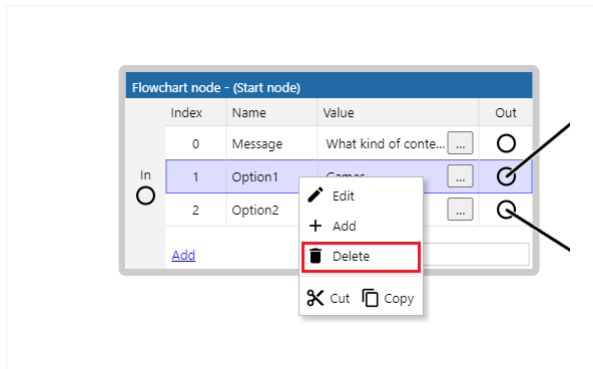 Flowchart node - (Start node)
Index Name Value Out
0 Message What kind of conte... ...
In
1 Option1 Games ...
2 Option2 ...
Edit
Add
Add
Delete
Cut Copy